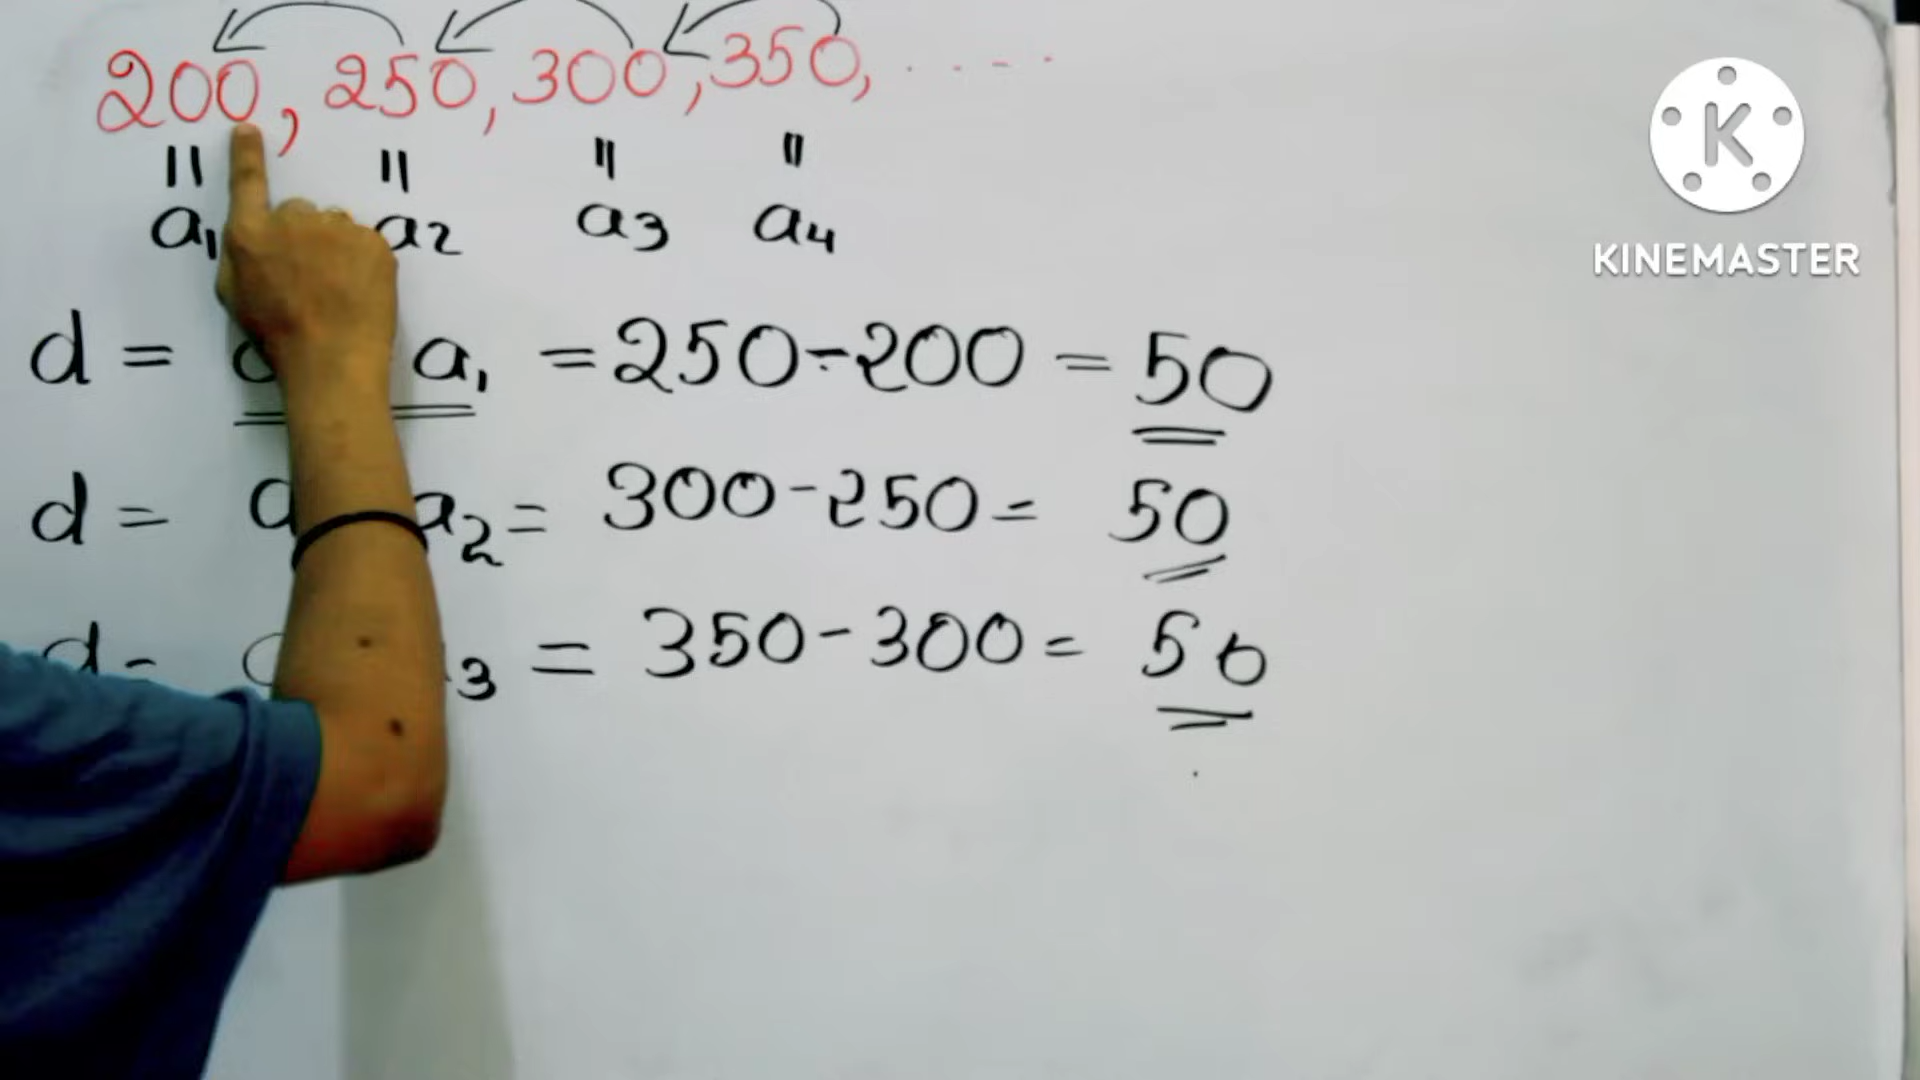 200, 250, 300, 350, . . . .
" " " "
a1 a2 a3 a4
d = a1 = 250 - 200 = 50
d = a2 = 300 - 250 = 50
d = 3 = 350 - 300 = 50
K
KINEMASTER